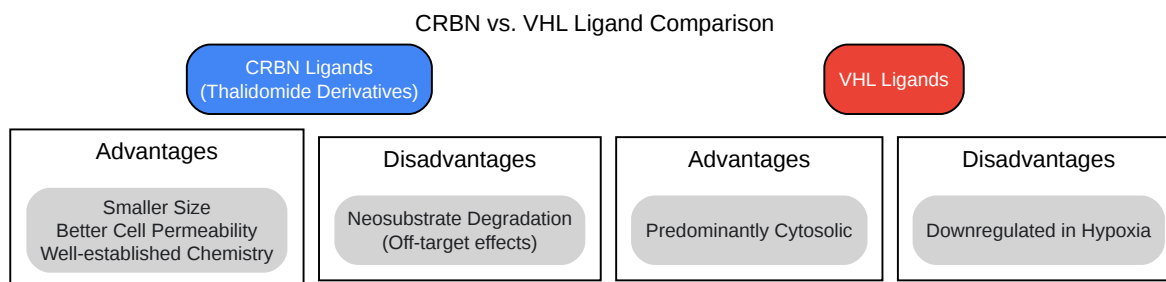 CRBN vs. VHL Ligand Comparison
CRBN Ligands
(Thalidomide Derivatives)
VHL Ligands
Advantages
Smaller Size
Better Cell Permeability
Well-established Chemistry
Disadvantages
Neosubstrate Degradation
(Off-target effects)
Advantages
Predominantly Cytosolic
Disadvantages
Downregulated in Hypoxia